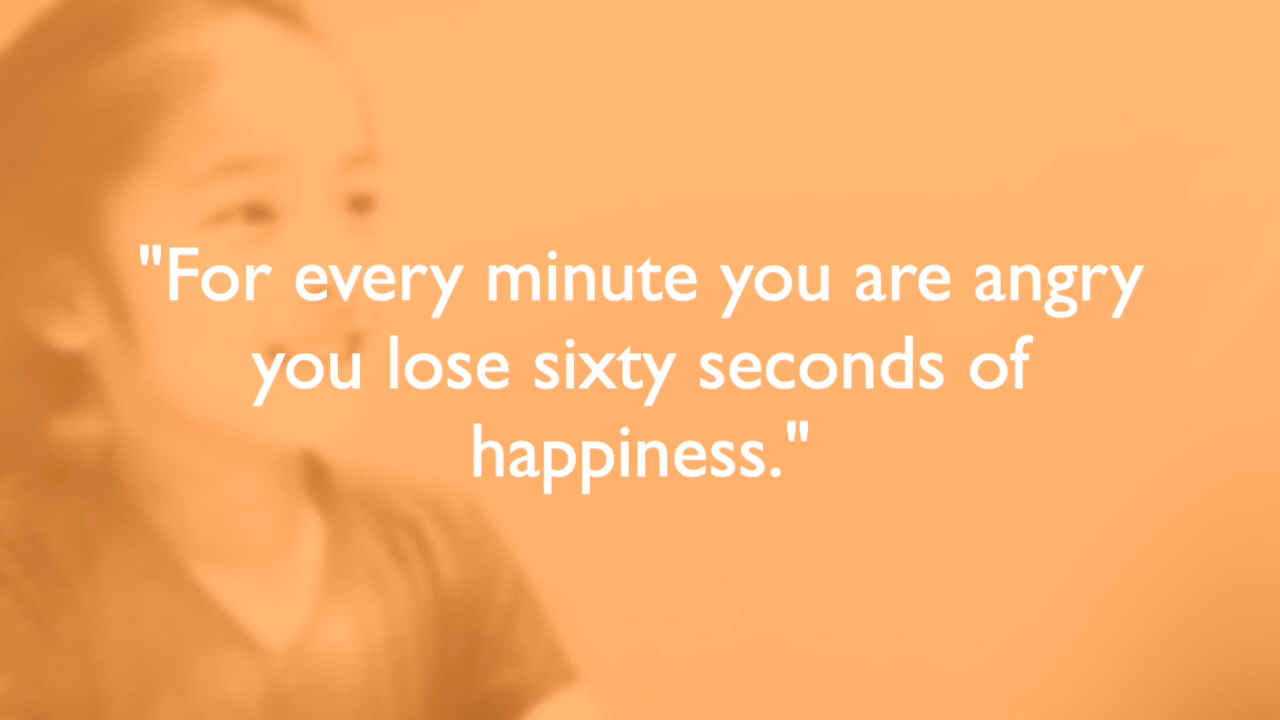 "For every minute you are angry
you lose sixty seconds of
happiness."